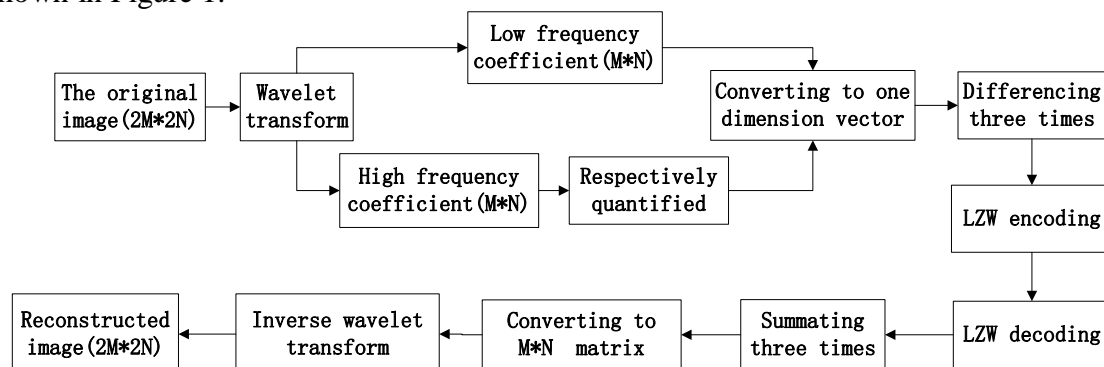 hown in Figure 1.
Low frequency
coefficient(M*N)
The original
image(2M*2N)
Wavelet
transform
Converting to one
dimension vector
Differencing
three times
High frequency
coefficient(M*N)
Respectively
quantified
LZW encoding
Reconstructed
image(2M*2N)
Inverse wavelet
transform
Converting to
M*N matrix
Summating
three times
LZW decoding